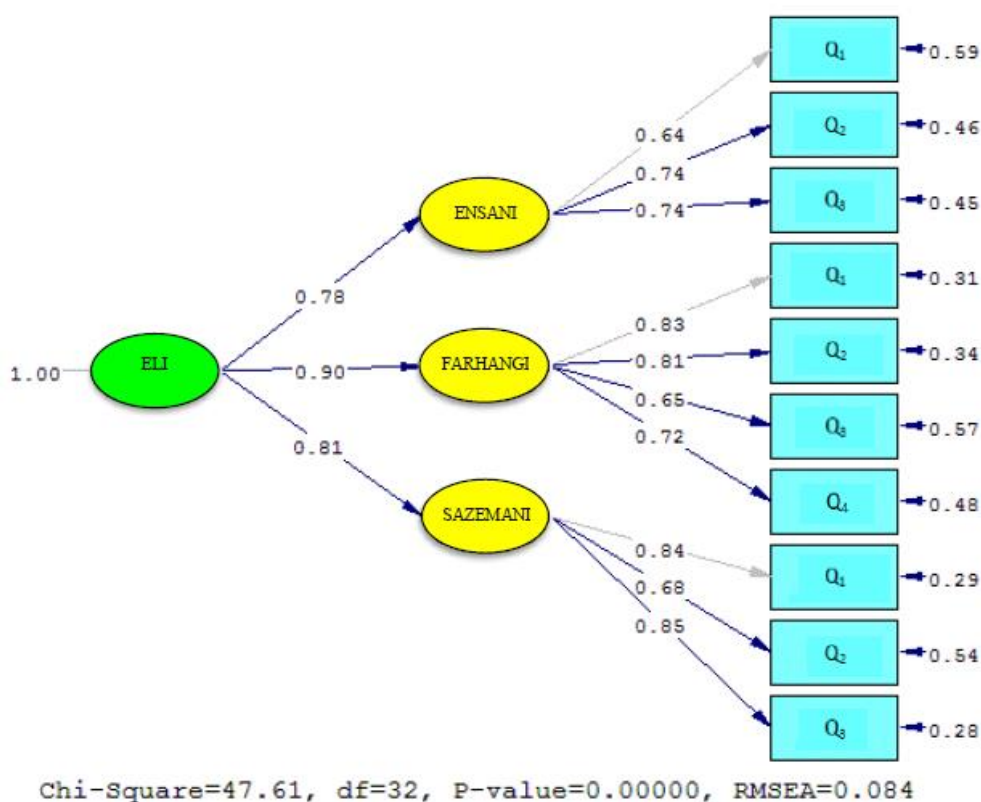 Q₁
0.59
0.64
Q₂
0.46
0.74
Q₃
0.45
0.74
ENSANI
Q₁
0.31
0.78
0.83
Q₂
0.34
0.81
1.00
ELI
0.90
FARHANGI
0.65
Q₃
0.57
0.72
0.81
Q₄
0.48
SAZEMANI
0.84
Q₁
0.29
0.68
0.85
Q₂
0.54
Q₃
0.28
Chi-Square=47.61, df=32, P-value=0.00000, RMSEA=0.084